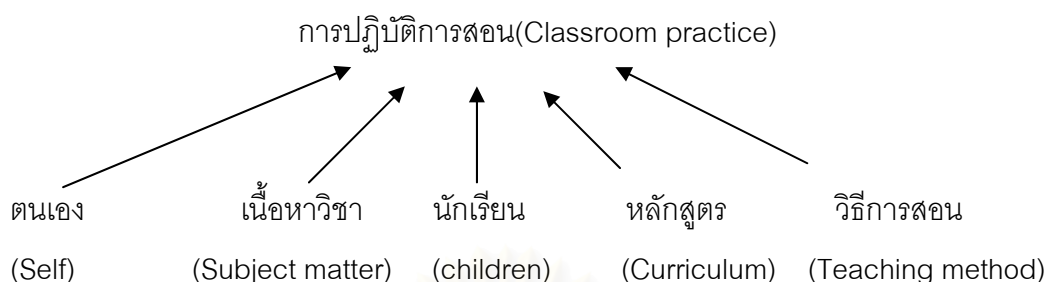 การปฏิบัติการสอน(Classroom practice)
ตนเอง เนื้อหาวิชา นักเรียน หลักสูตร วิธีการสอน
(Self) (Subject matter) (children) (Curriculum) (Teaching method)